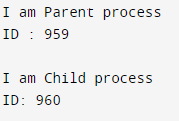 I am Parent process
ID : 959
I am Child process
ID: 960